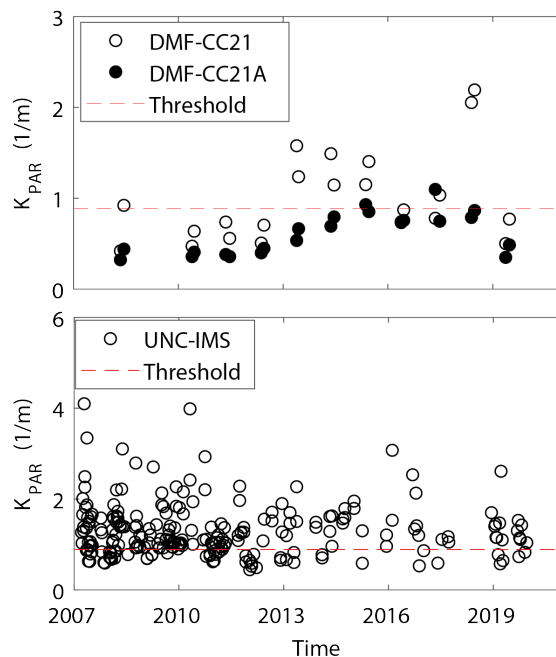 3
DMF-CC21
DMF-CC21A
Threshold
2
K_PAR (1/m)
1
0
6
UNC-IMS
Threshold
4
K_PAR (1/m)
2
0
2007 2010 2013 2016 2019
Time